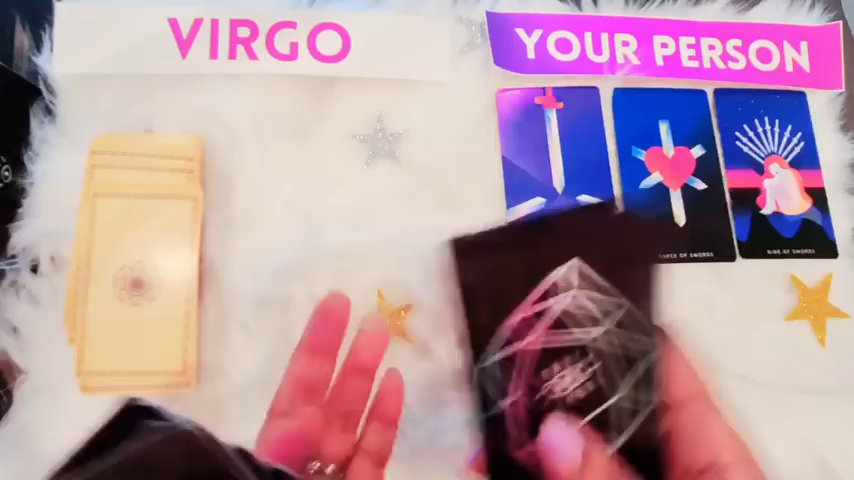 VIRGO
YOUR PERSON
THREE OF SWORDS
NINE OF SWORDS